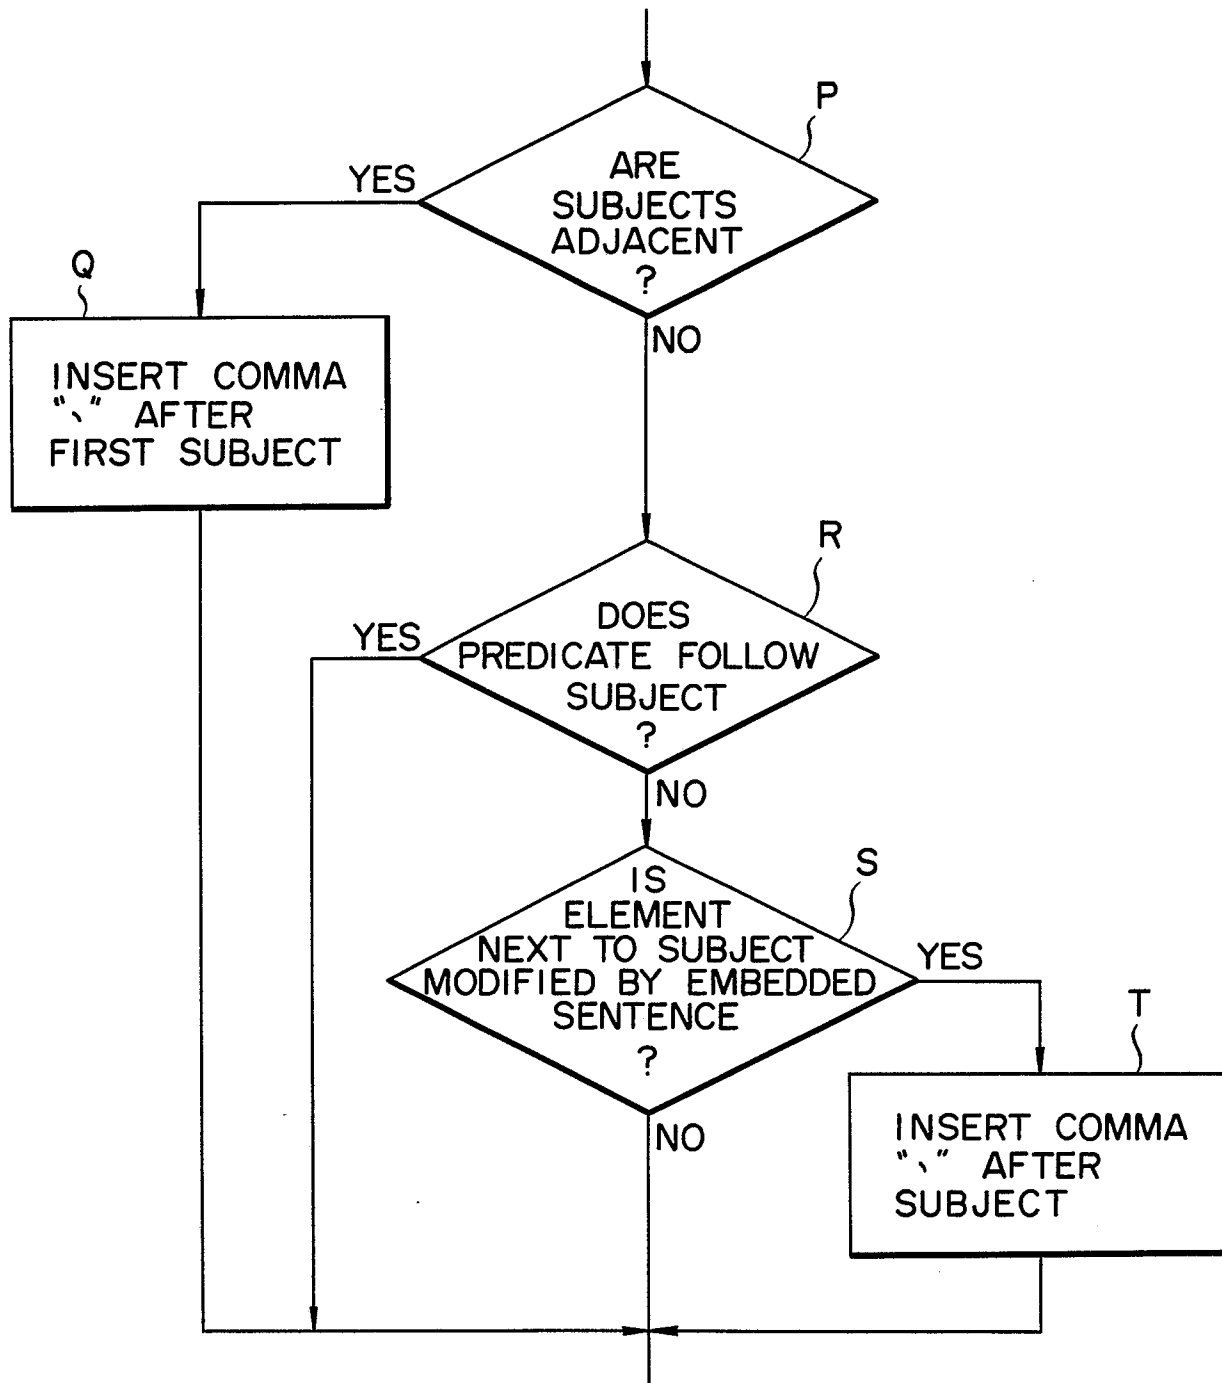 P
ARE
SUBJECTS
ADJACENT
?
YES
NO
Q
INSERT COMMA
"、" AFTER
FIRST SUBJECT
R
DOES
PREDICATE FOLLOW
SUBJECT
?
YES
NO
S
IS
ELEMENT
NEXT TO SUBJECT
MODIFIED BY EMBEDDED
SENTENCE
?
YES
NO
T
INSERT COMMA
"、" AFTER
SUBJECT